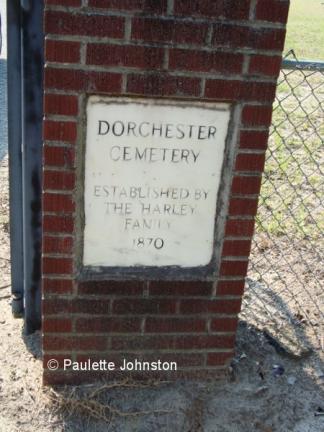 DORCHESTER
CEMETERY
ESTABLISHED BY
THE HARLEY
FAMILY
1870
© Paulette Johnston